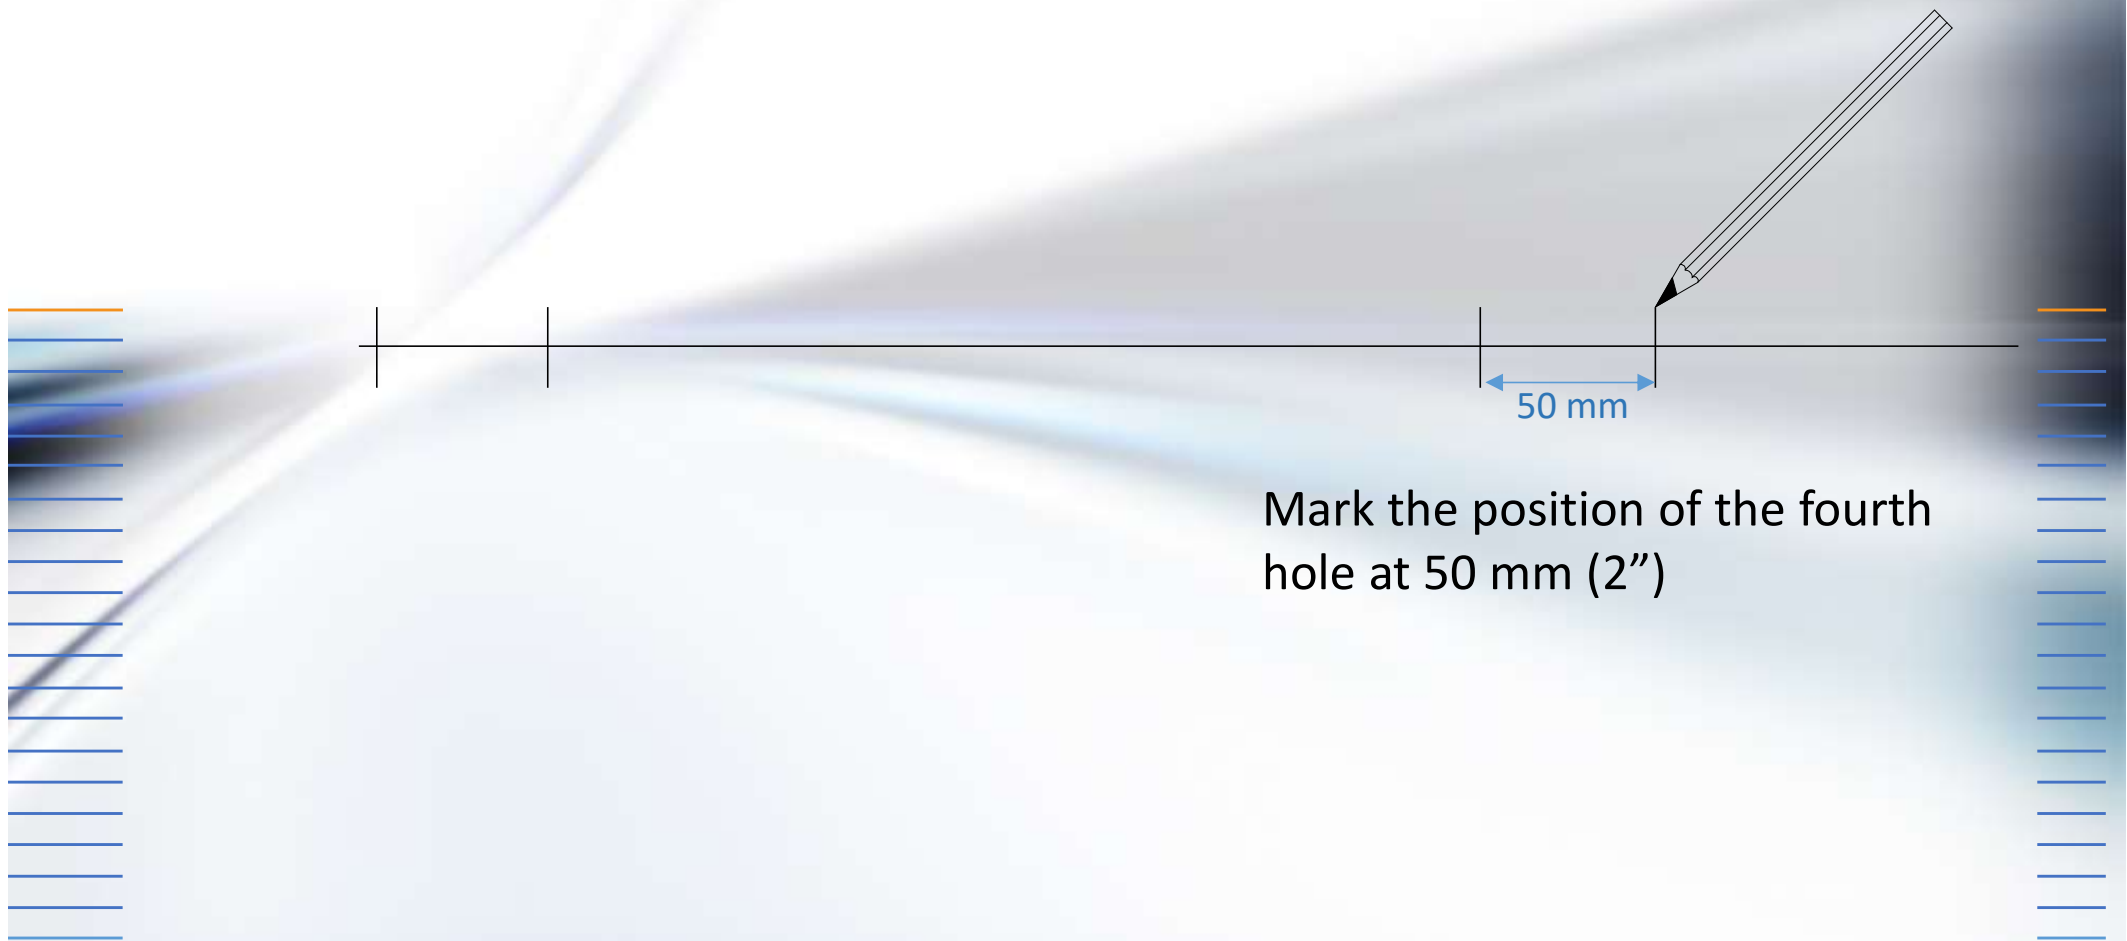 50 mm
Mark the position of the fourth
hole at 50 mm (2”)